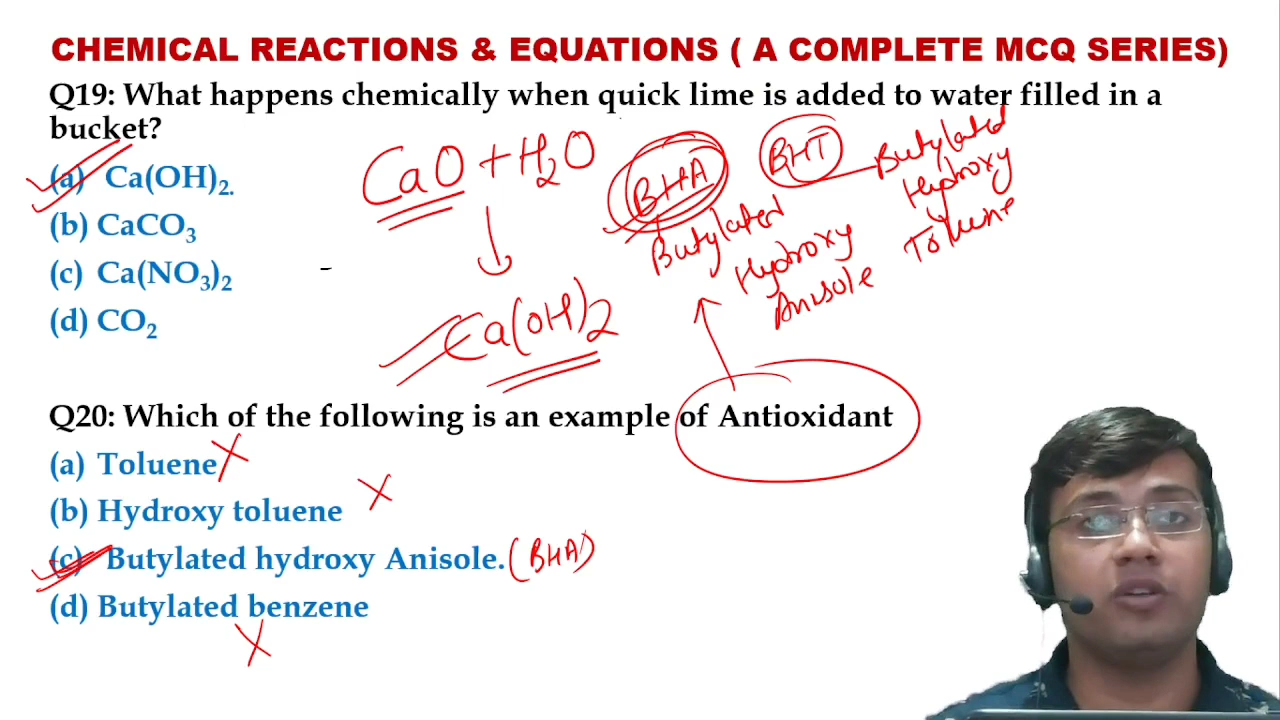 CHEMICAL REACTIONS & EQUATIONS ( A COMPLETE MCQ SERIES)
Q19: What happens chemically when quick lime is added to water filled in a
bucket?
(a) Ca(OH)₂.
(b) CaCO₃
(c) Ca(NO₃)₂
(d) CO₂
CaO + H₂O
Ca(OH)₂
BHA
Butylated
Hydroxy
Anisole
BHT
Butylated
Hydroxy
Toluene
Q20: Which of the following is an example of Antioxidant
(a) Toluene
(b) Hydroxy toluene
(c) Butylated hydroxy Anisole. (BHA)
(d) Butylated benzene